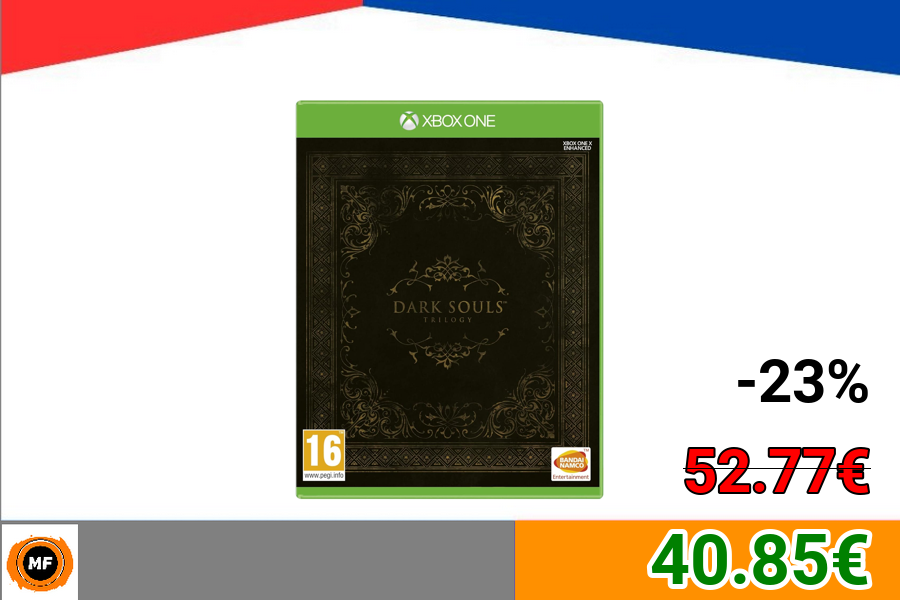 XBOX ONE
XBOX ONE X
ENHANCED
DARK SOULS™
TRILOGY
16
www.pegi.info
BANDAI
NAMCO
Entertainment
-23%
52.77€
40.85€
MF